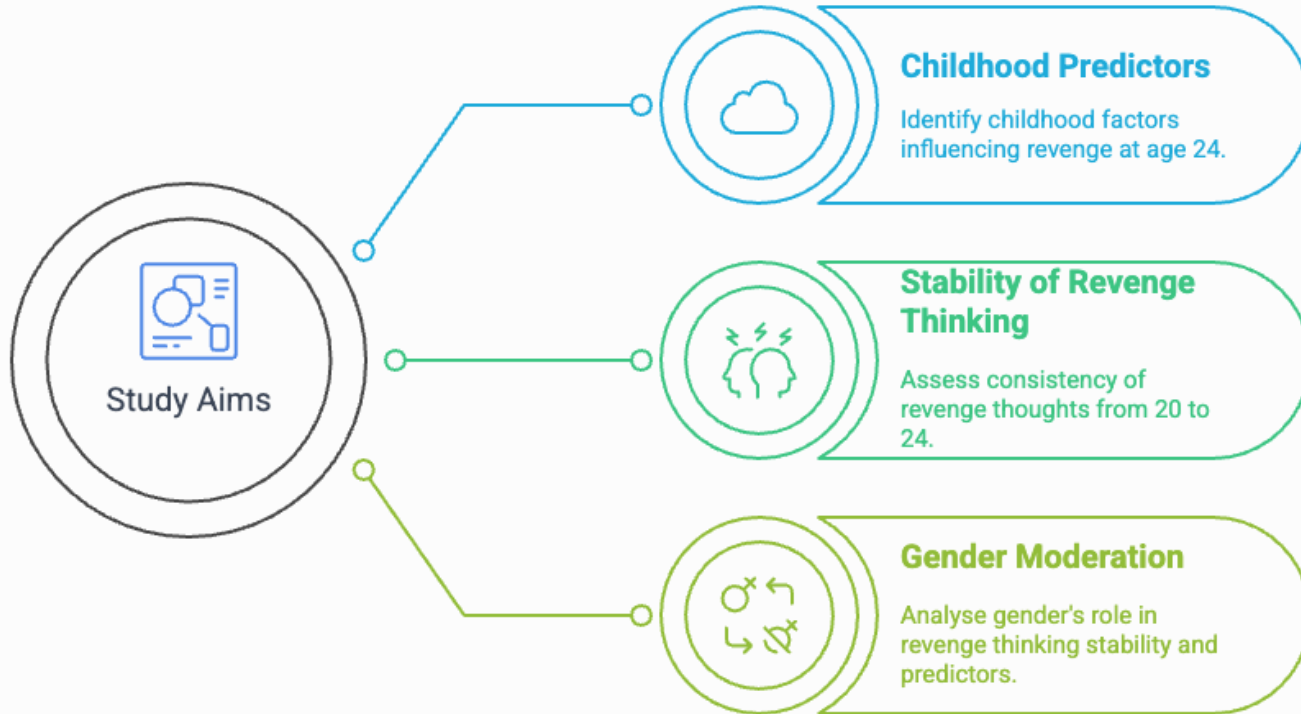 Study Aims
Childhood Predictors
Identify childhood factors
influencing revenge at age 24.
Stability of Revenge
Thinking
Assess consistency of
revenge thoughts from 20 to
24.
Gender Moderation
Analyse gender's role in
revenge thinking stability and
predictors.